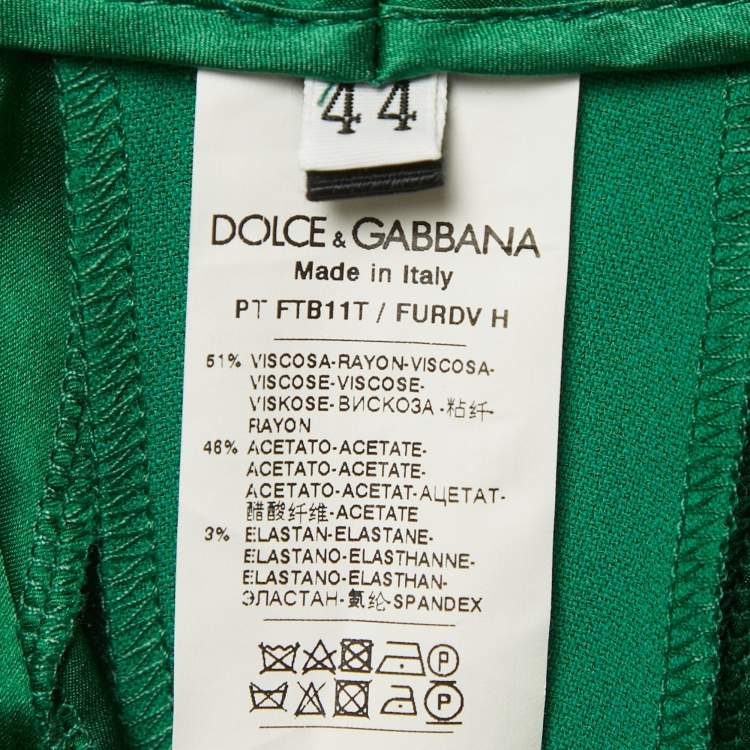 44
DOLCE & GABBANA
Made in Italy
PT FTB11T / FURDV H
51% VISCOSA-RAYON-VISCOSA-
VISCOSE-VISCOSE-
VISKOSE-ВИСКОЗА-粘纤-
RAYON
46% ACETATO-ACETATE-
ACETATO-ACETATE-
ACETATO-ACETAT-АЦЕТАТ-
醋酸纤维-ACETATE
3% ELASTAN-ELASTANE-
ELASTANO-ELASTHANNE-
ELASTANO-ELASTHAN-
ЭЛАСТАН-氨纶-SPANDEX
P
P